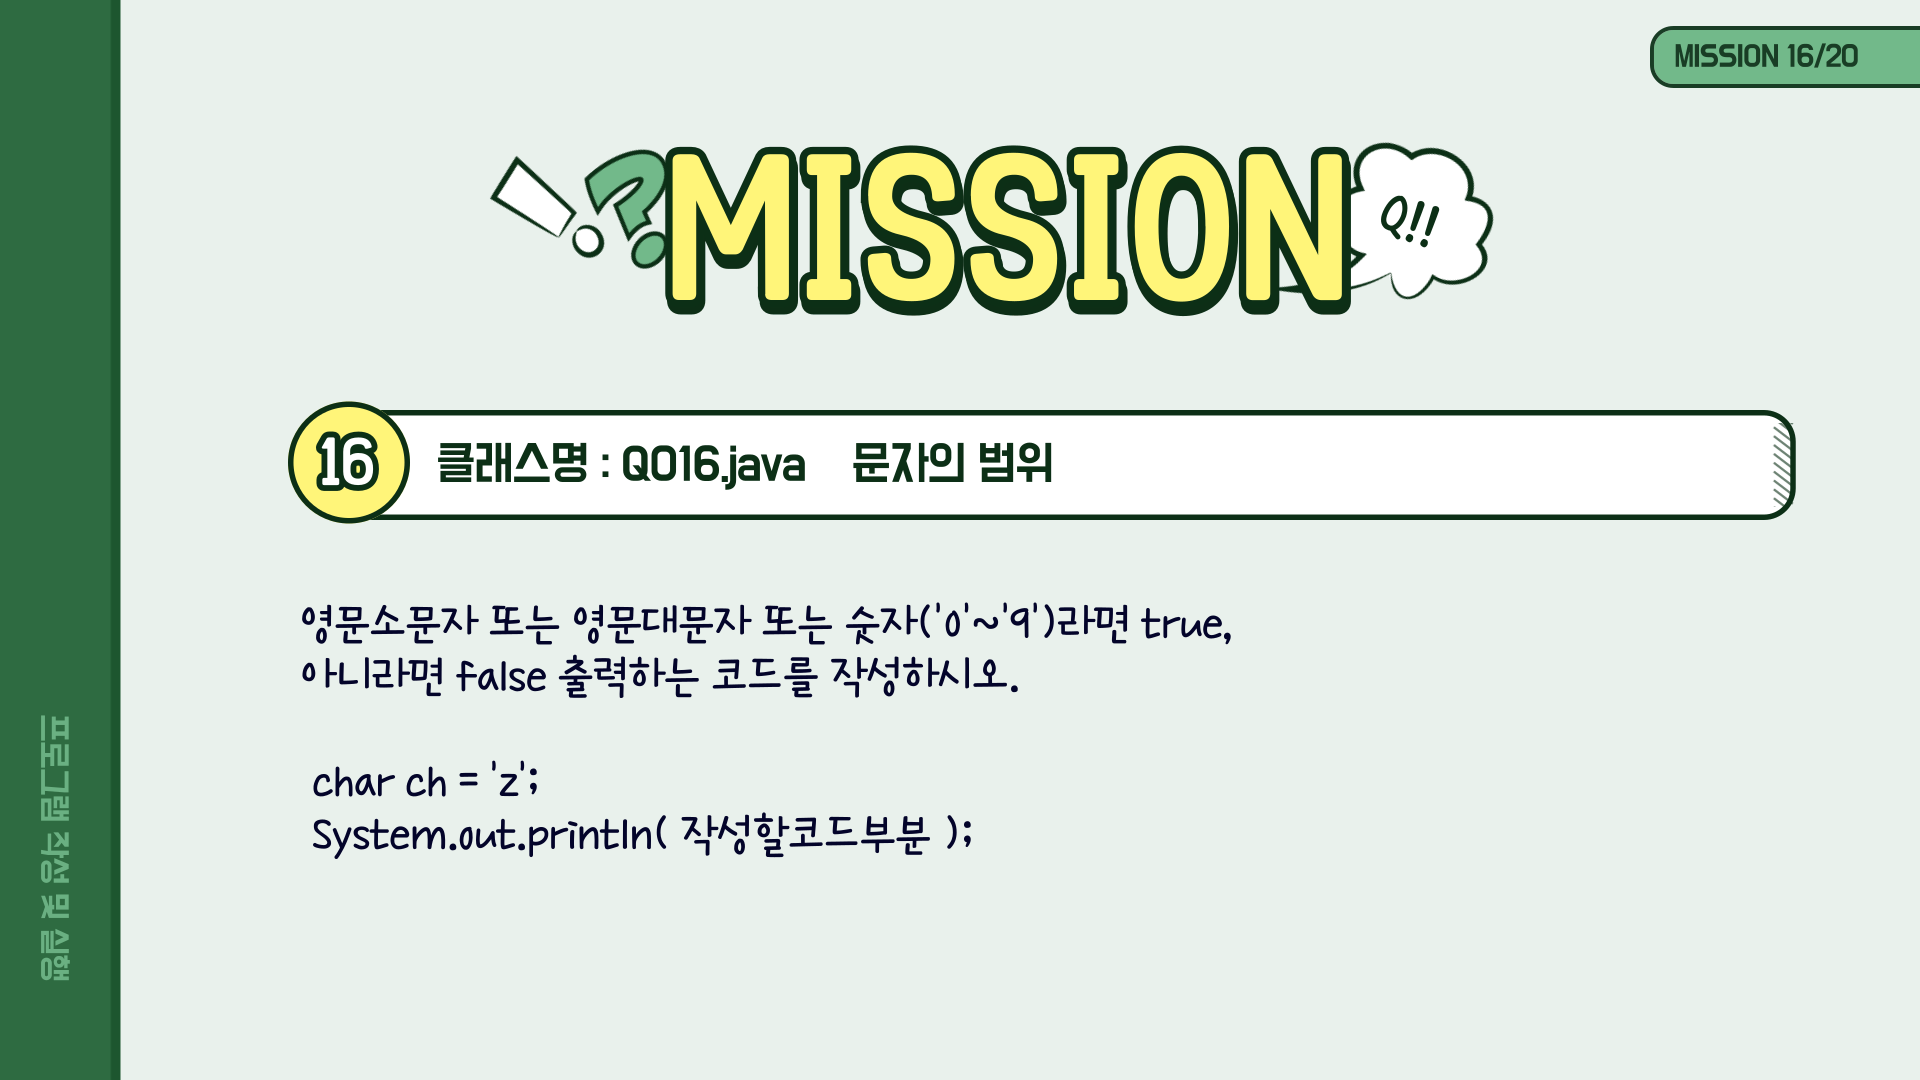 MISSION 16/20
!?MISSION
Q!!
16
클래스명 : Q016.java 문자의 범위
영문소문자 또는 영문대문자 또는 숫자('0'~'9')라면 true,
아니라면 false 출력하는 코드를 작성하시오.
char ch = 'z';
System.out.println( 작성할코드부분 );
프로그램 작성 및 실행